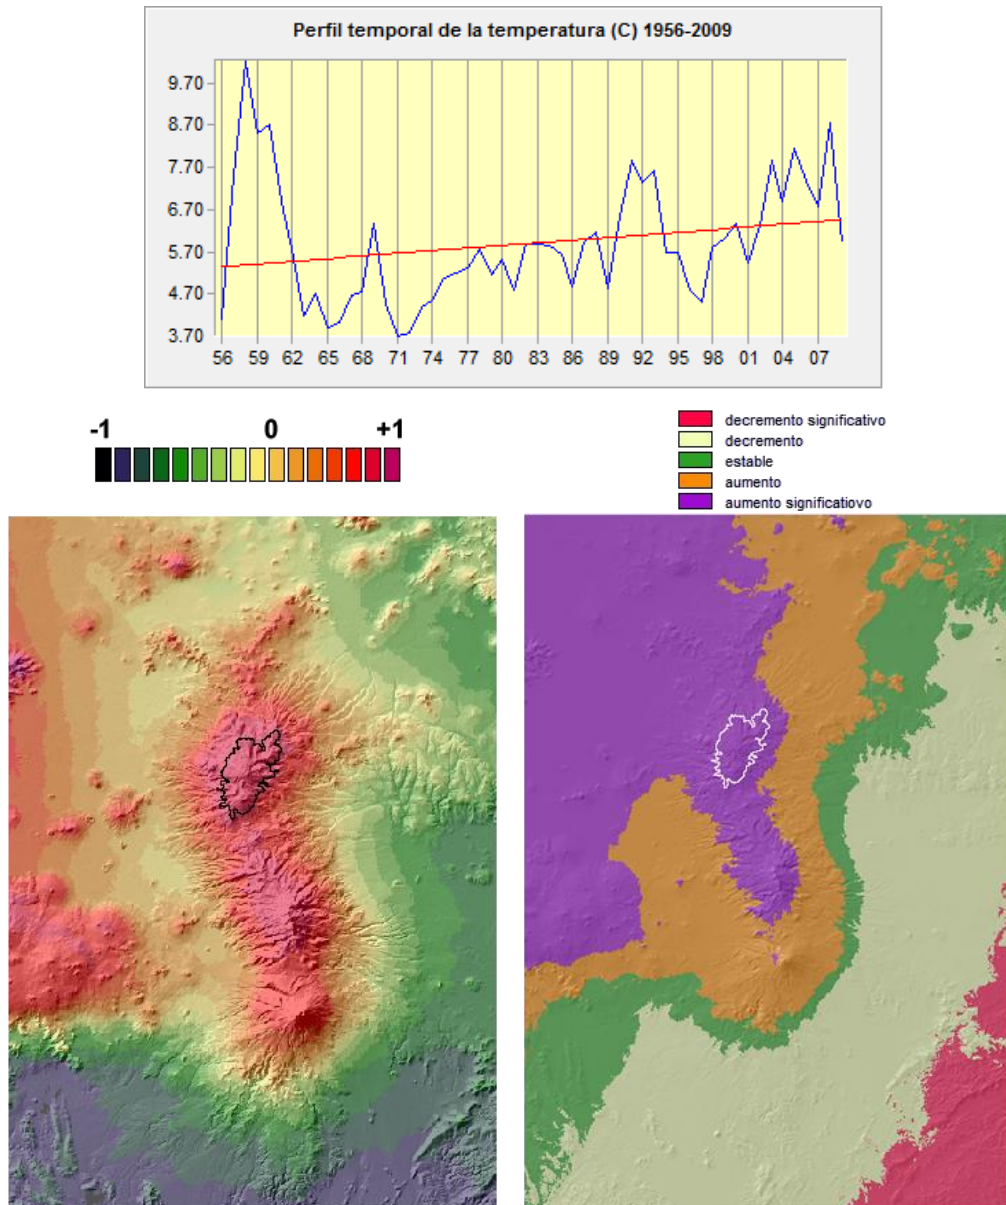 Perfil temporal de la temperatura (C) 1956-2009
9.70
8.70
7.70
6.70
5.70
4.70
3.70
56 59 62 65 68 71 74 77 80 83 86 89 92 95 98 01 04 07
-1 0 +1
decremento significativo
decremento
estable
aumento
aumento significatiovo